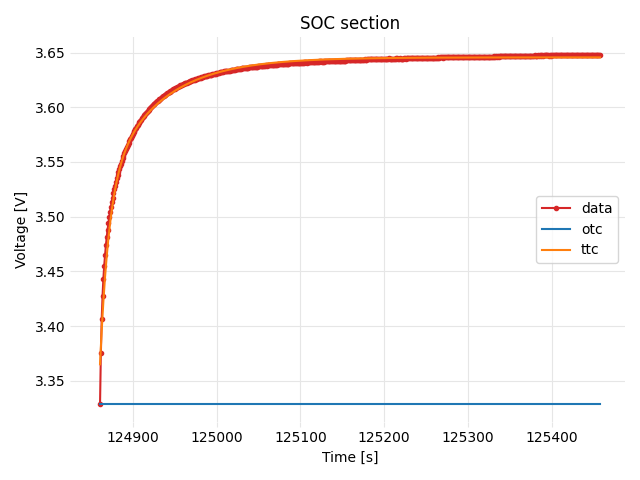 SOC section
Voltage [V]
3.65
3.60
3.55
3.50
3.45
3.40
3.35
data
otc
ttc
124900 125000 125100 125200 125300 125400
Time [s]